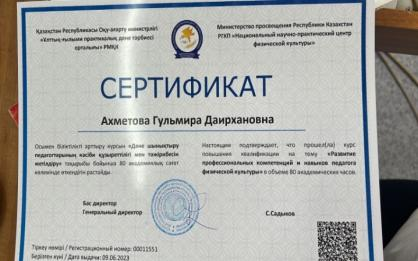 Қазақстан Республикасы Оқу-ағарту министрлігі
«Ұлттық-ғылыми практикалық дене тәрбиесі
орталығы» РМҚК
Министерство просвещения Республики Казахстан
РГКП «Национальный научно-практический центр
физической культуры»
СЕРТИФИКАТ
Ахметова Гульмира Даирхановна
Осымен біліктілікті арттыру курсын «Дене шынықтыру
педагогтарының кәсіби құзыреттілігі мен тәжірибесін
жетілдіру» тақырыбы бойынша 80 академиялық сағат
көлемінде өткендігін растайды.
Настоящим подтверждает, что прошел(ла) курс
повышения квалификации на тему «Развитие
профессиональных компетенций и навыков педагога
физической культуры» в объеме 80 академических часов.
Бас директор
Генеральный директор
С.Садыков
Тіркеу нөмірі / Регистрационный номер: 00011551
Берілген күні / Дата выдачи: 09.06.2023